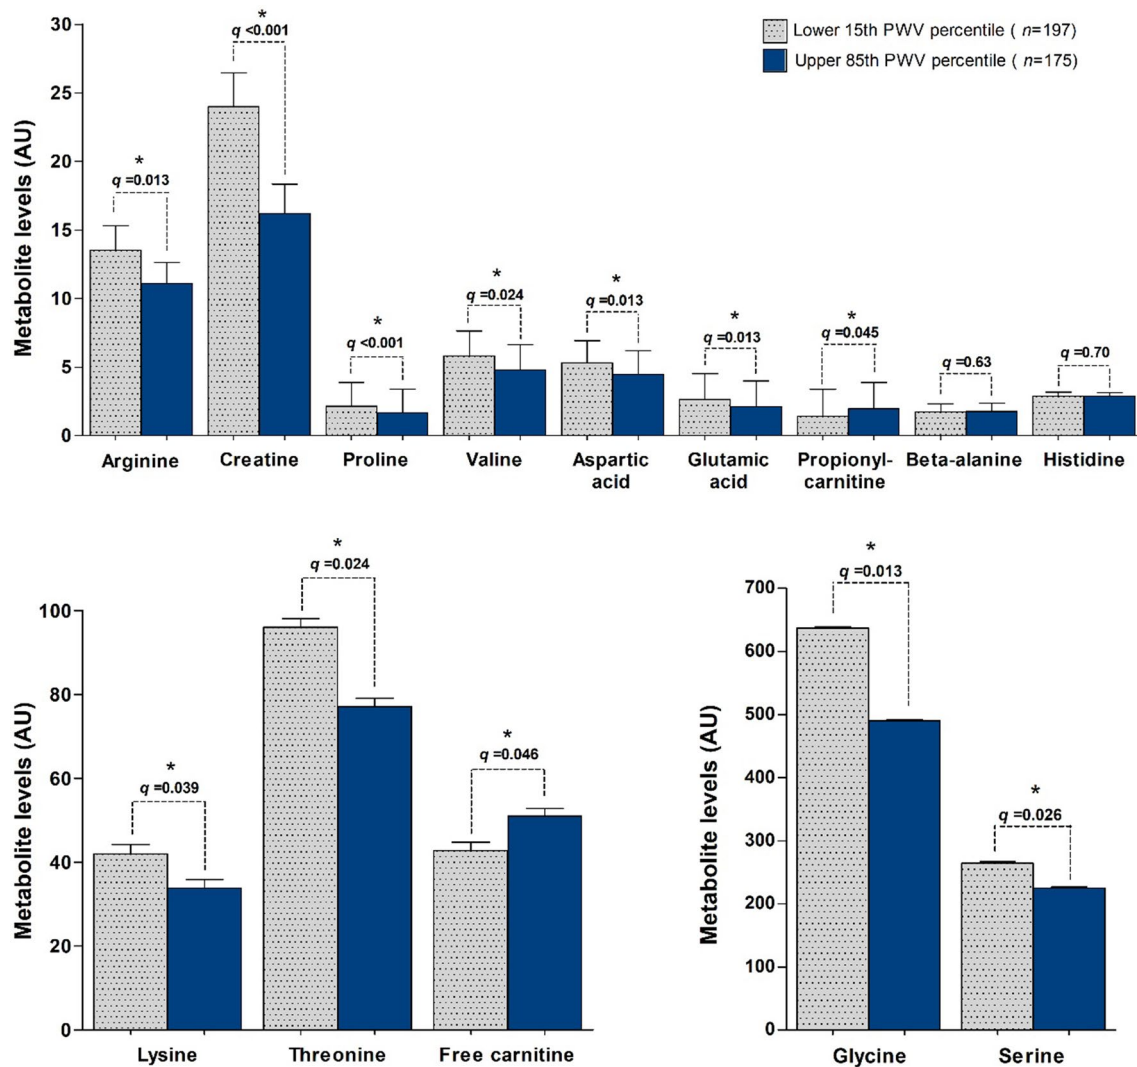 Lower 15th PWV percentile ( n=197)
Upper 85th PWV percentile ( n=175)
Metabolite levels (AU)
30
25
20
15
10
5
0
*
q =0.013
*
q <0.001
*
q <0.001
*
q =0.024
*
q =0.013
*
q =0.013
*
q =0.045
q =0.63
q =0.70
Arginine
Creatine
Proline
Valine
Aspartic
acid
Glutamic
acid
Propionyl-
carnitine
Beta-alanine
Histidine
Metabolite levels (AU)
100
80
60
40
20
0
*
q =0.039
*
q =0.024
*
q =0.046
Lysine
Threonine
Free carnitine
Metabolite levels (AU)
700
600
500
400
300
200
100
0
*
q =0.013
*
q =0.026
Glycine
Serine